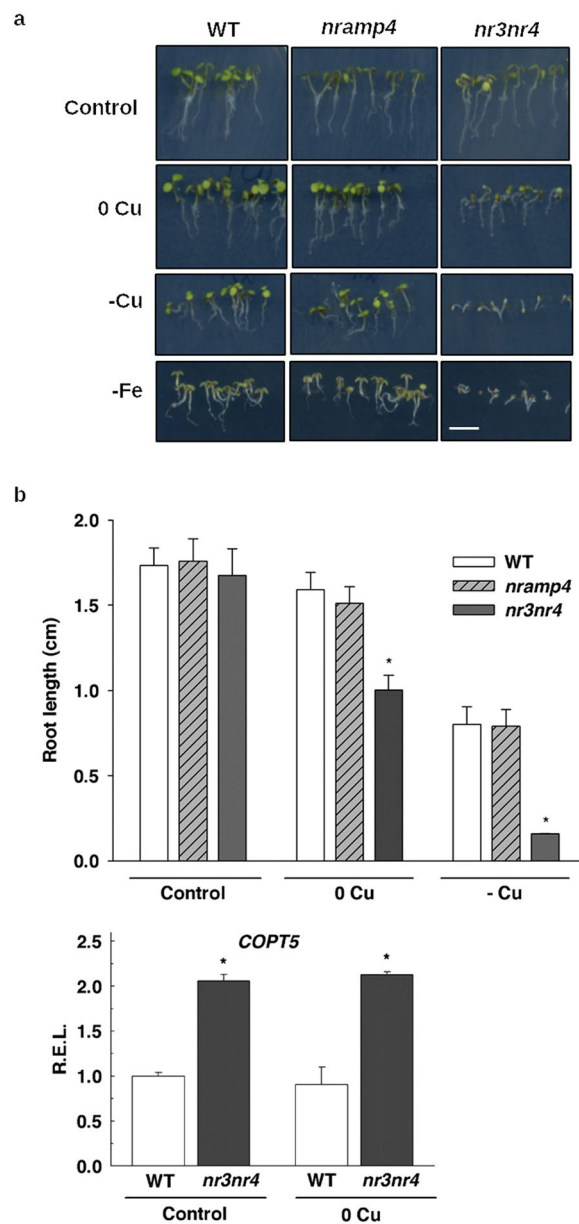 a
WT nramp4 nr3nr4
Control
0 Cu
-Cu
-Fe
b
2.0
1.5
1.0
0.5
0.0
Root length (cm)
WT
nramp4
nr3nr4
*
*
Control 0 Cu - Cu
COPT5
2.5
2.0
1.5
1.0
0.5
0.0
R.E.L.
*
*
WT nr3nr4 WT nr3nr4
Control 0 Cu